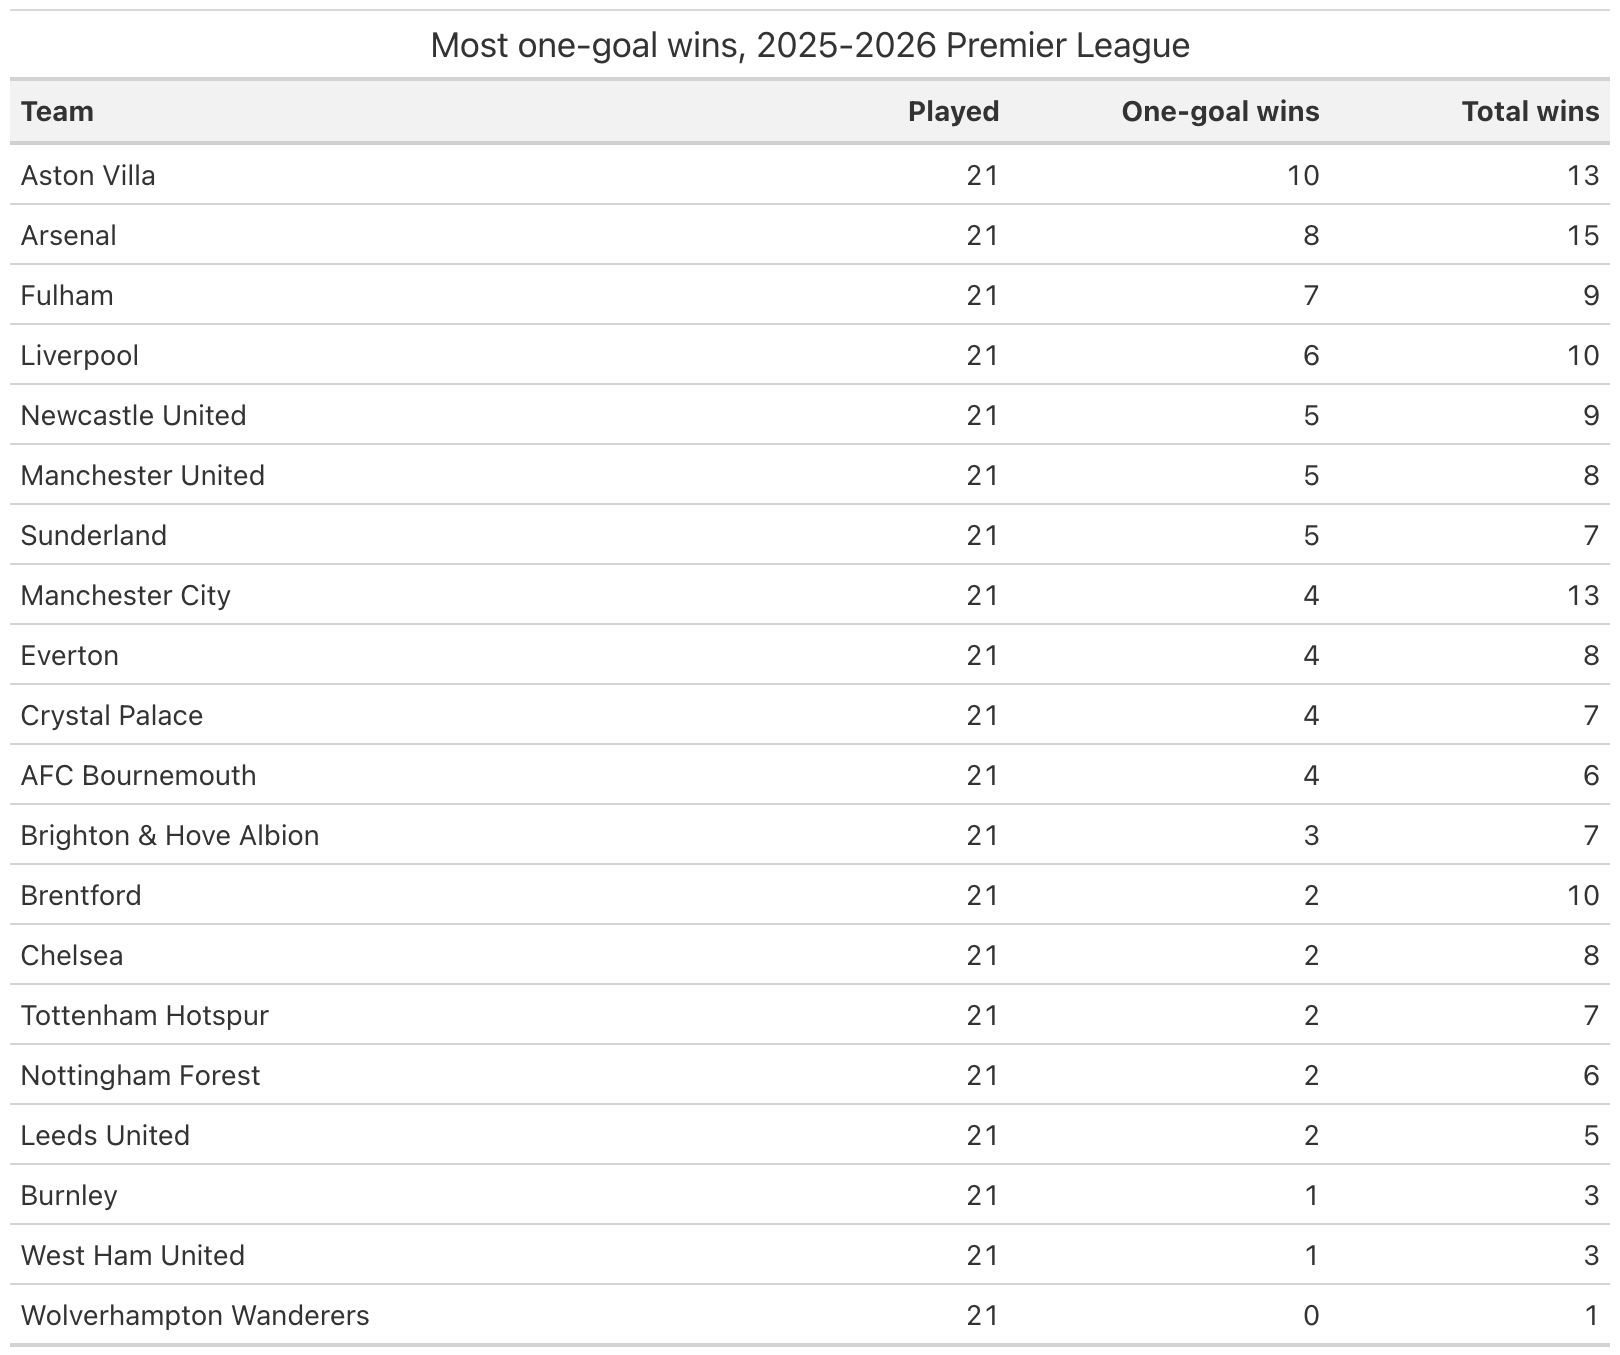 Most one-goal wins, 2025-2026 Premier League
Team Played One-goal wins Total wins
Aston Villa 21 10 13
Arsenal 21 8 15
Fulham 21 7 9
Liverpool 21 6 10
Newcastle United 21 5 9
Manchester United 21 5 8
Sunderland 21 5 7
Manchester City 21 4 13
Everton 21 4 8
Crystal Palace 21 4 7
AFC Bournemouth 21 4 6
Brighton & Hove Albion 21 3 7
Brentford 21 2 10
Chelsea 21 2 8
Tottenham Hotspur 21 2 7
Nottingham Forest 21 2 6
Leeds United 21 2 5
Burnley 21 1 3
West Ham United 21 1 3
Wolverhampton Wanderers 21 0 1